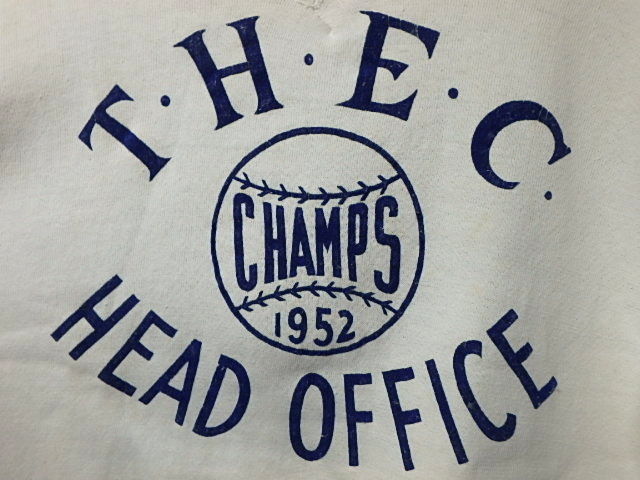 T·H·E·C·
CHAMPS
1952
HEAD OFFICE